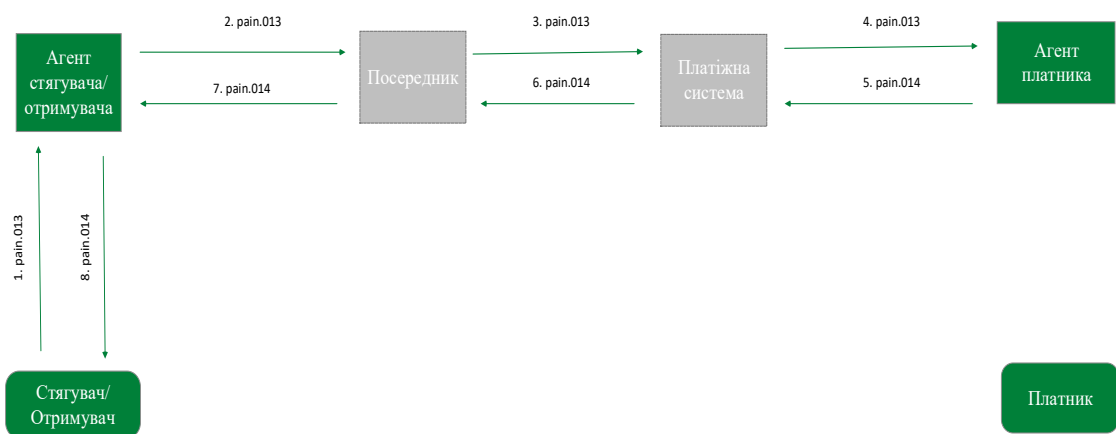 2. pain.013
3. pain.013
4. pain.013
Агент
стягувача/
отримувача
Посередник
Платіжна
система
Агент
платника
7. pain.014
6. pain.014
5. pain.014
1. pain.013
8. pain.014
Стягувач/
Отримувач
Платник